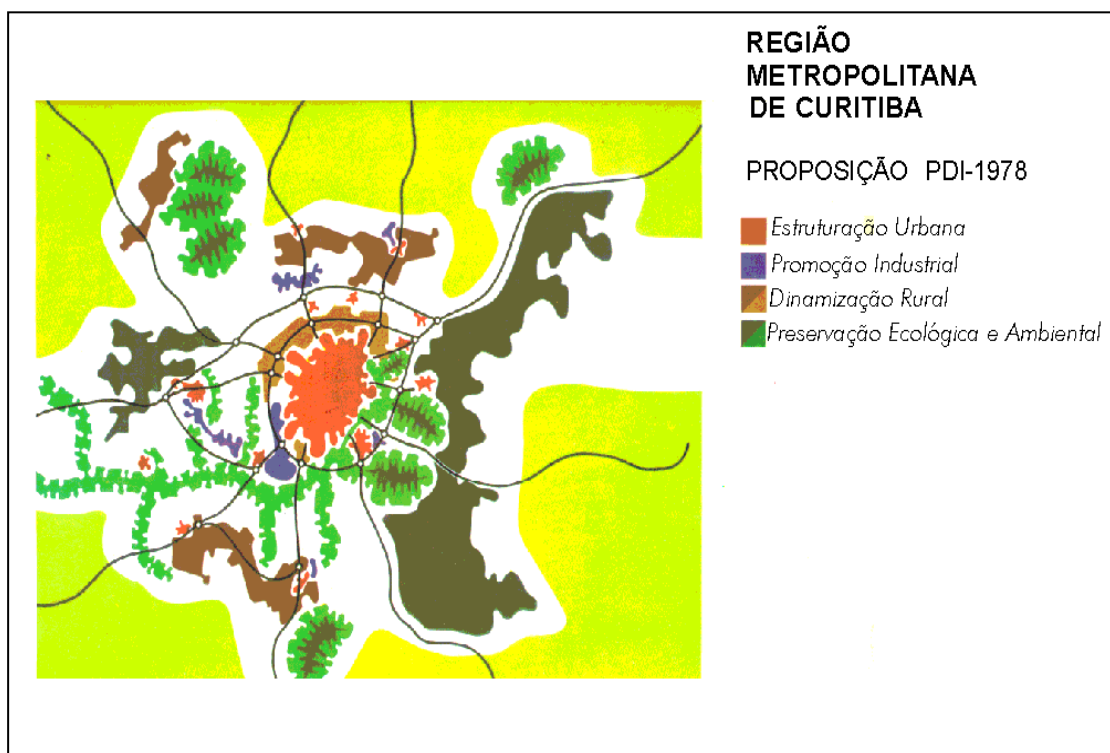 REGIÃO
METROPOLITANA
DE CURITIBA
PROPOSIÇÃO PDI-1978
Estruturação Urbana
Promoção Industrial
Dinamização Rural
Preservação Ecológica e Ambiental